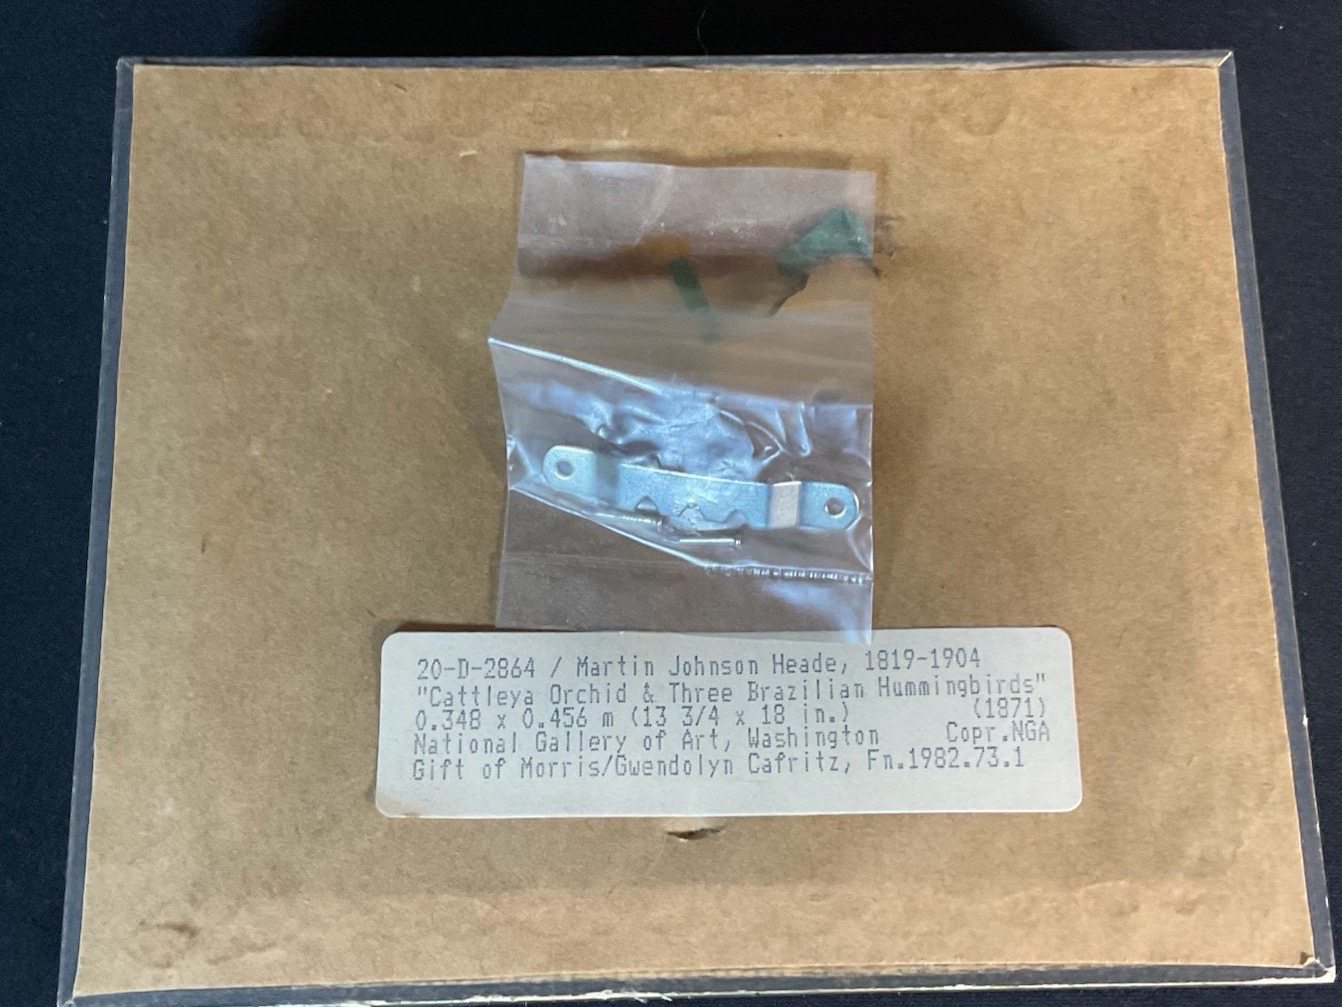 20-D-2864 / Martin Johnson Heade, 1819-1904
"Cattleya Orchid & Three Brazilian Hummingbirds"
0.348 x 0.456 m (13 3/4 x 18 in.) (1871)
National Gallery of Art, Washington Copr.NGA
Gift of Morris/Gwendolyn Cafritz, Fn.1982.73.1